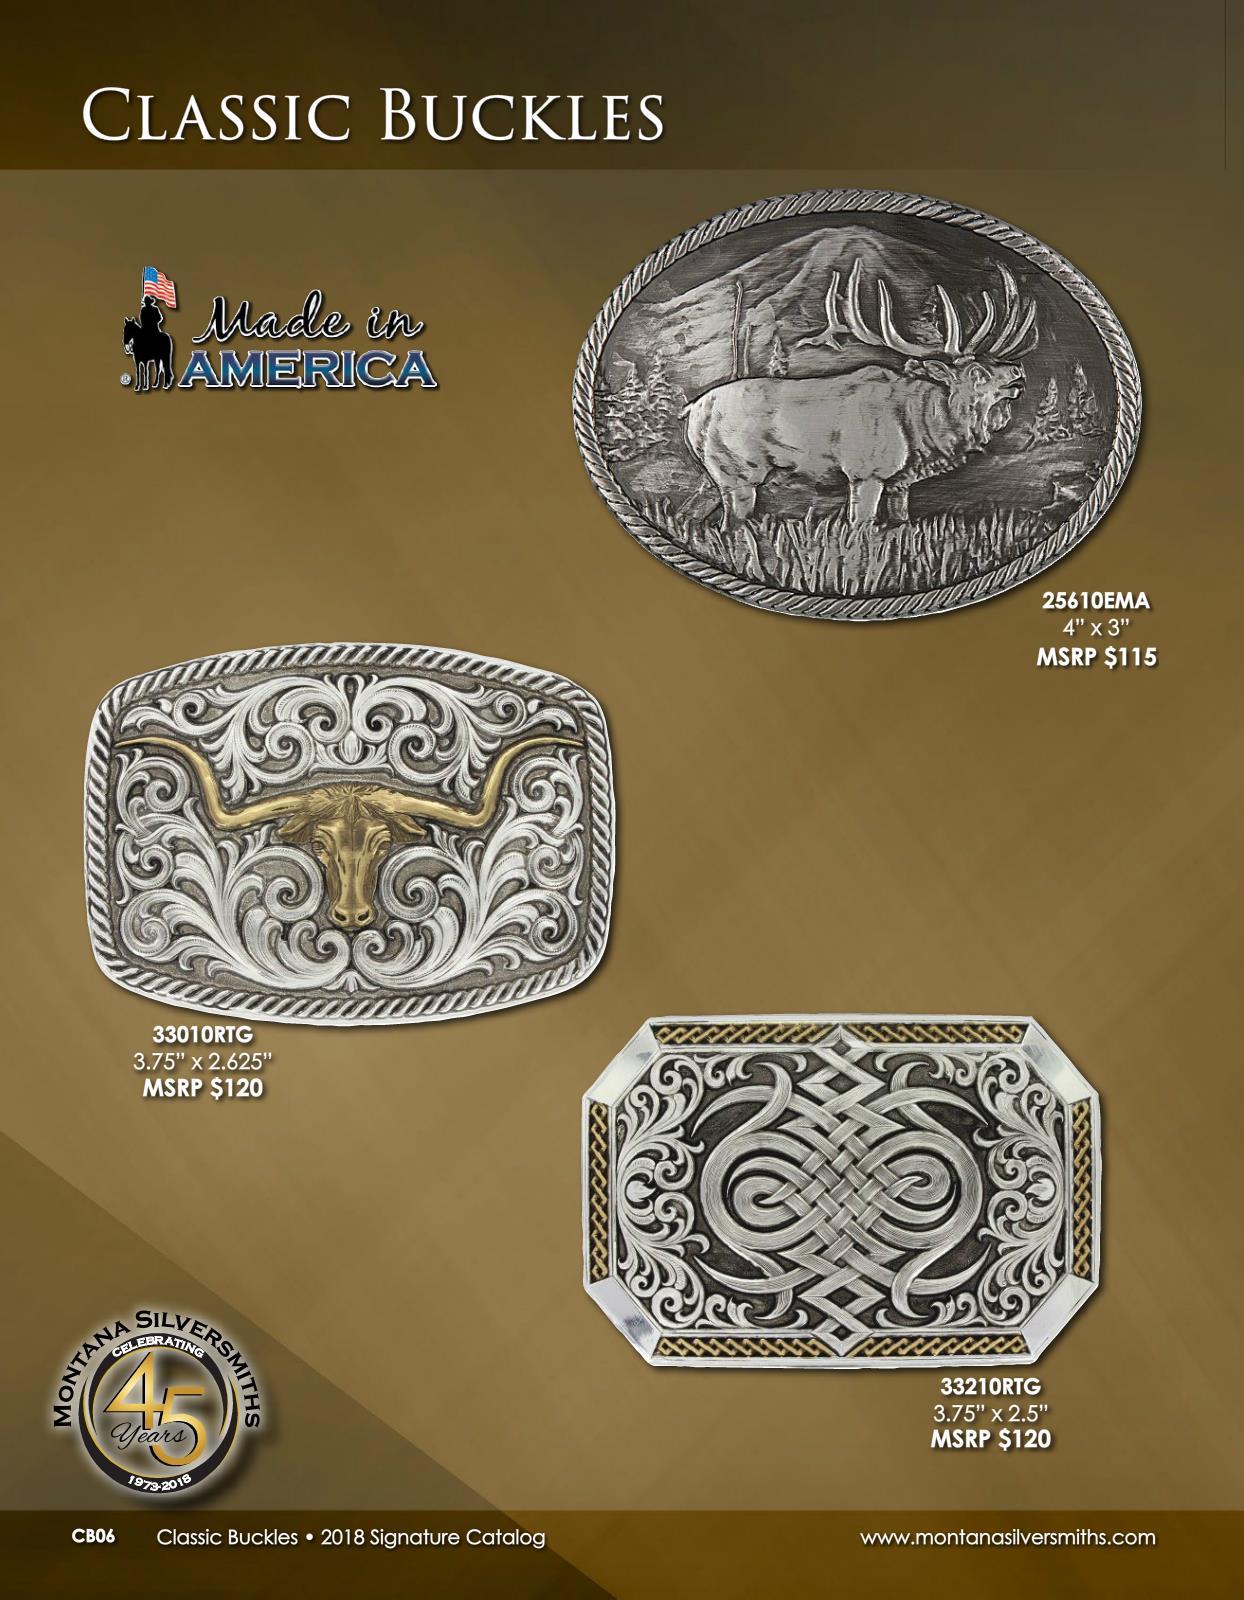 Classic Buckles
Made in
AMERICA
®
25610EMA
4” x 3”
MSRP $115
33010RTG
3.75” x 2.625”
MSRP $120
33210RTG
3.75” x 2.5”
MSRP $120
Montana Silversmiths
CELEBRATING
45
Years
1973-2018
CB06 Classic Buckles • 2018 Signature Catalog www.montanasilversmiths.com